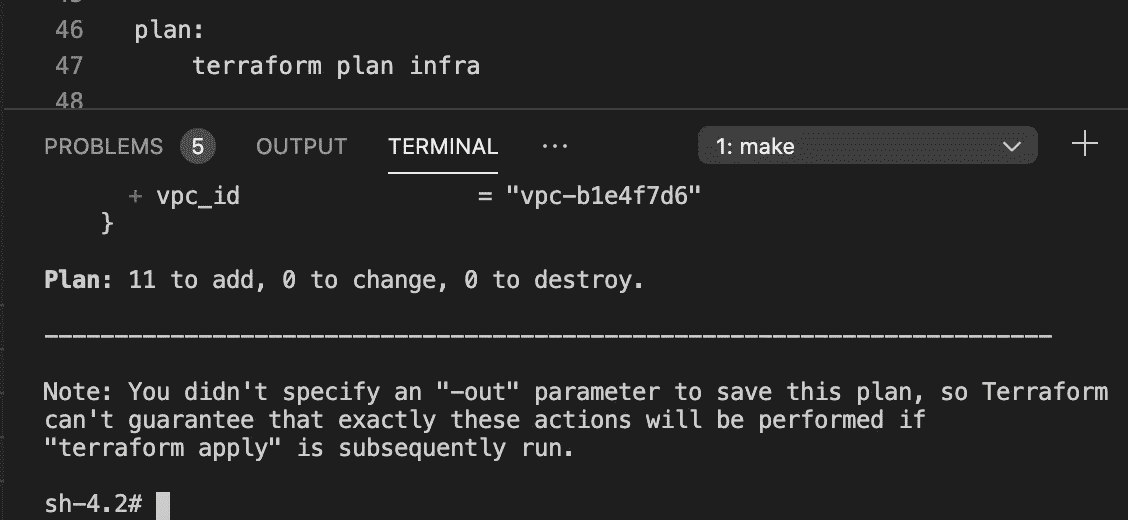 46 plan:
47 terraform plan infra
48
PROBLEMS 5 OUTPUT TERMINAL ... 1: make +
+ vpc_id = "vpc-b1e4f7d6"
}
Plan: 11 to add, 0 to change, 0 to destroy.
------------------------------------------------------------------------
Note: You didn't specify an "-out" parameter to save this plan, so Terraform
can't guarantee that exactly these actions will be performed if
"terraform apply" is subsequently run.
sh-4.2#